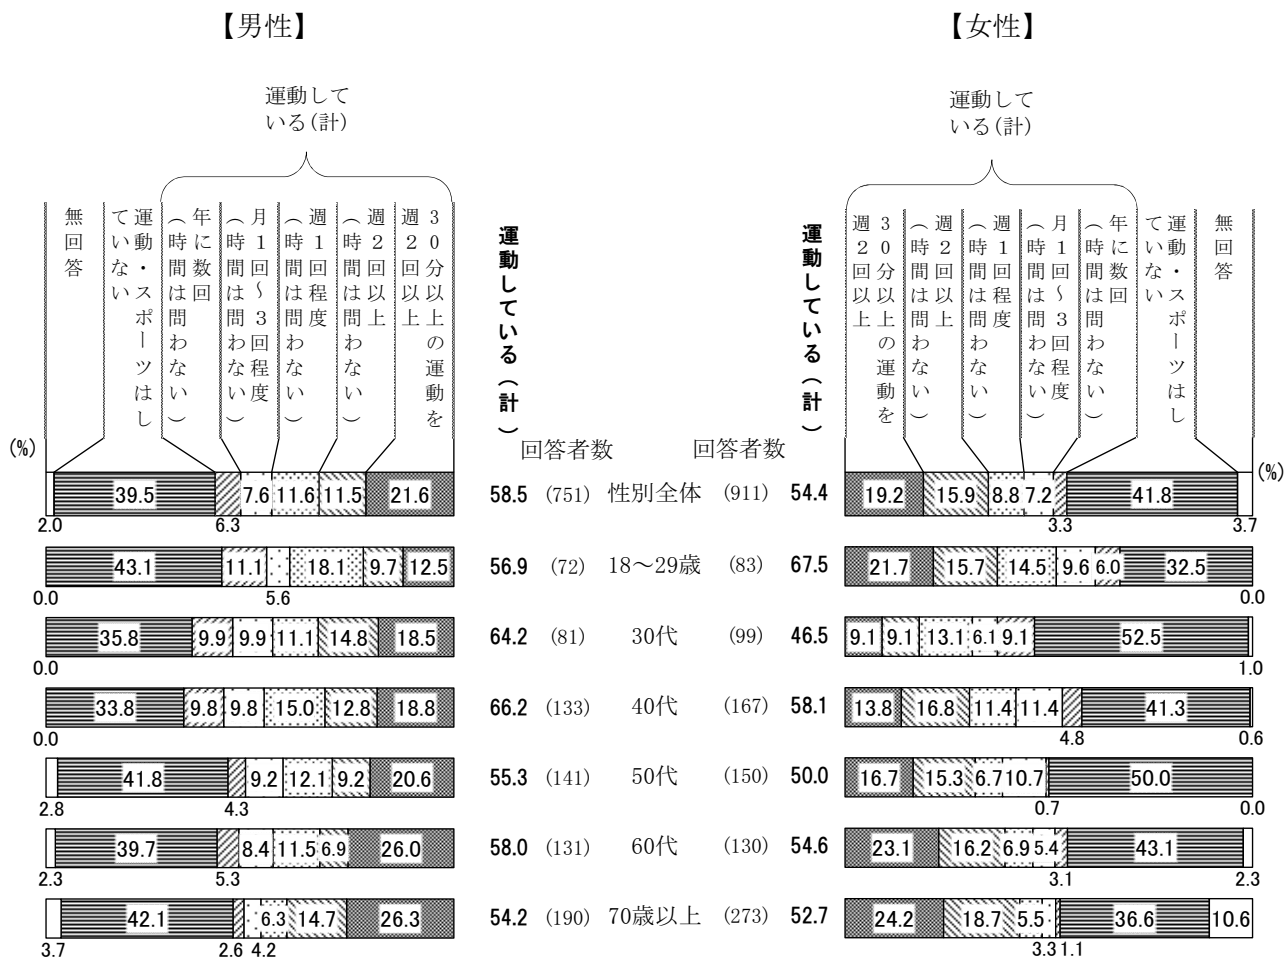 【男性】
【女性】
運動して
いる(計)
運動して
いる(計)
無回答
運動・スポーツはし
ていない
年に数回
(時間は問わない)
月1回～3回程度
(時間は問わない)
週1回程度
(時間は問わない)
週2回以上
(時間は問わない)
30分以上の運動を
週2回以上
運動している(計)
運動している(計)
30分以上の運動を
週2回以上
週2回以上
(時間は問わない)
週1回程度
(時間は問わない)
月1回～3回程度
(時間は問わない)
年に数回
(時間は問わない)
運動・スポーツはし
ていない
無回答
(%)
回答者数 回答者数
(%)
39.5 7.6 11.6 11.5 21.6 58.5 (751) 性別全体 (911) 54.4 19.2 15.9 8.8 7.2 41.8
2.0 6.3 3.3 3.7
43.1 11.1 18.1 9.7 12.5 56.9 (72) 18～29歳 (83) 67.5 21.7 15.7 14.5 9.6 6.0 32.5
0.0 5.6 0.0
35.8 9.9 9.9 11.1 14.8 18.5 64.2 (81) 30代 (99) 46.5 9.1 9.1 13.1 6.1 9.1 52.5
0.0 1.0
33.8 9.8 9.8 15.0 12.8 18.8 66.2 (133) 40代 (167) 58.1 13.8 16.8 11.4 11.4 41.3
0.0 4.8 0.6
41.8 9.2 12.1 9.2 20.6 55.3 (141) 50代 (150) 50.0 16.7 15.3 6.7 10.7 50.0
2.8 4.3 0.7 0.0
39.7 8.4 11.5 6.9 26.0 58.0 (131) 60代 (130) 54.6 23.1 16.2 6.9 5.4 43.1
2.3 5.3 3.1 2.3
42.1 6.3 14.7 26.3 54.2 (190) 70歳以上 (273) 52.7 24.2 18.7 5.5 36.6 10.6
3.7 2.6 4.2 3.3 1.1